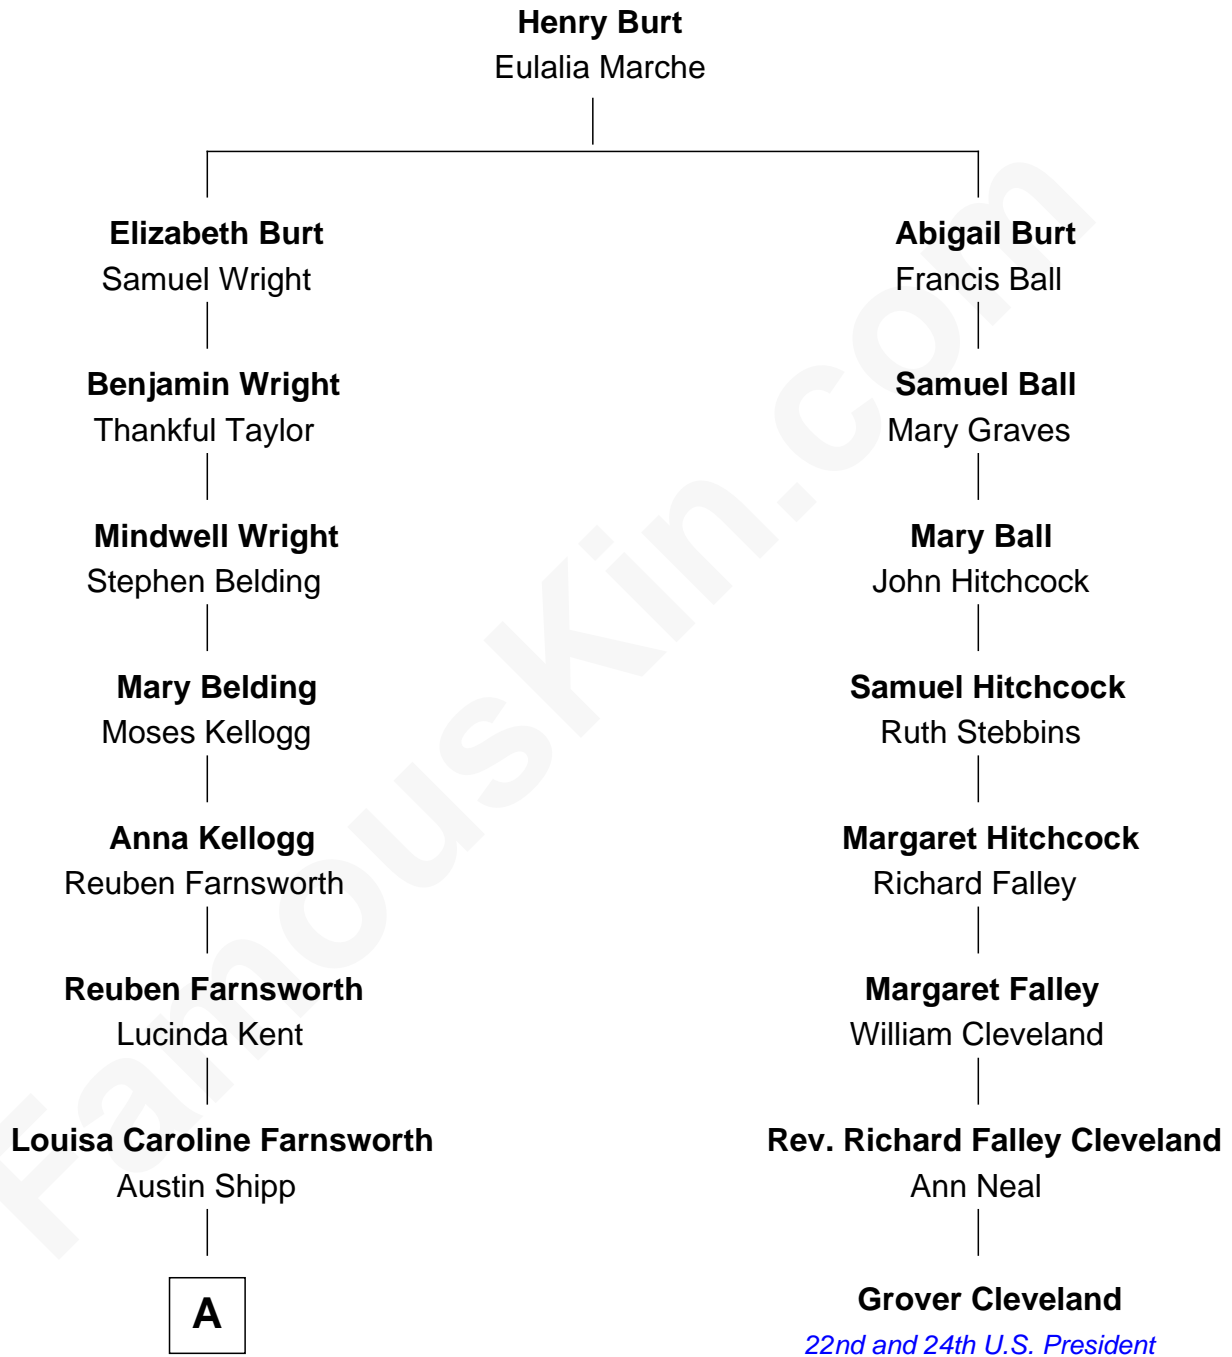 Henry Burt
Eulalia Marche
Elizabeth Burt
Samuel Wright
Abigail Burt
Francis Ball
Benjamin Wright
Thankful Taylor
Samuel Ball
Mary Graves
Mindwell Wright
Stephen Belding
Mary Ball
John Hitchcock
Mary Belding
Moses Kellogg
Samuel Hitchcock
Ruth Stebbins
Anna Kellogg
Reuben Farnsworth
Margaret Hitchcock
Richard Falley
Reuben Farnsworth
Lucinda Kent
Margaret Falley
William Cleveland
Louisa Caroline Farnsworth
Austin Shipp
Rev. Richard Falley Cleveland
Ann Neal
A
Grover Cleveland
22nd and 24th U.S. President
FamousKin.com